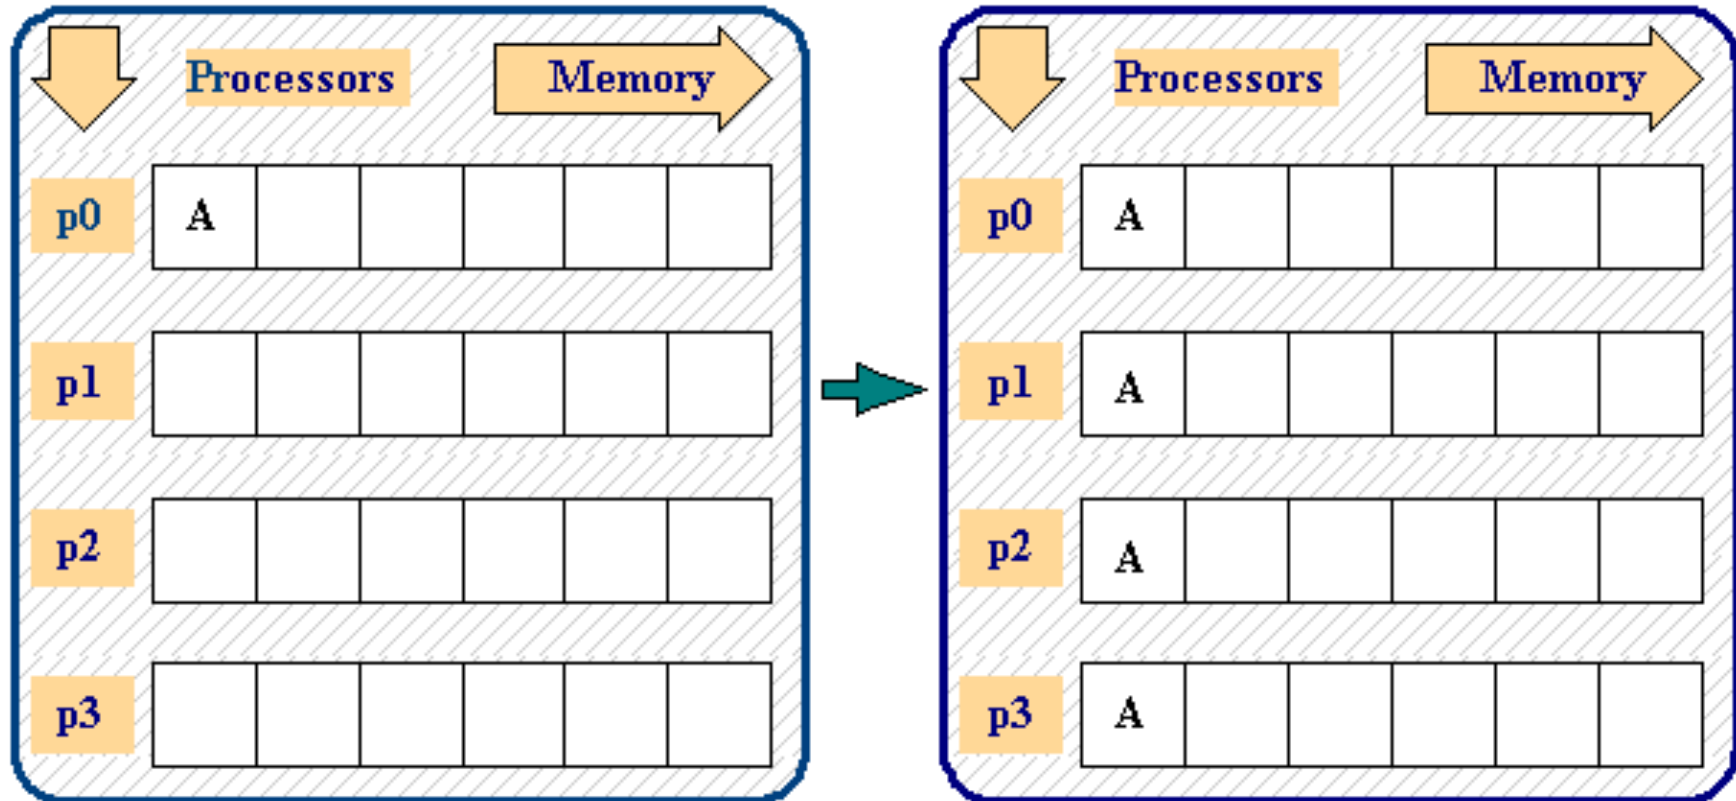 Processors Memory
p0 A
p1
p2
p3
Processors Memory
p0 A
p1 A
p2 A
p3 A